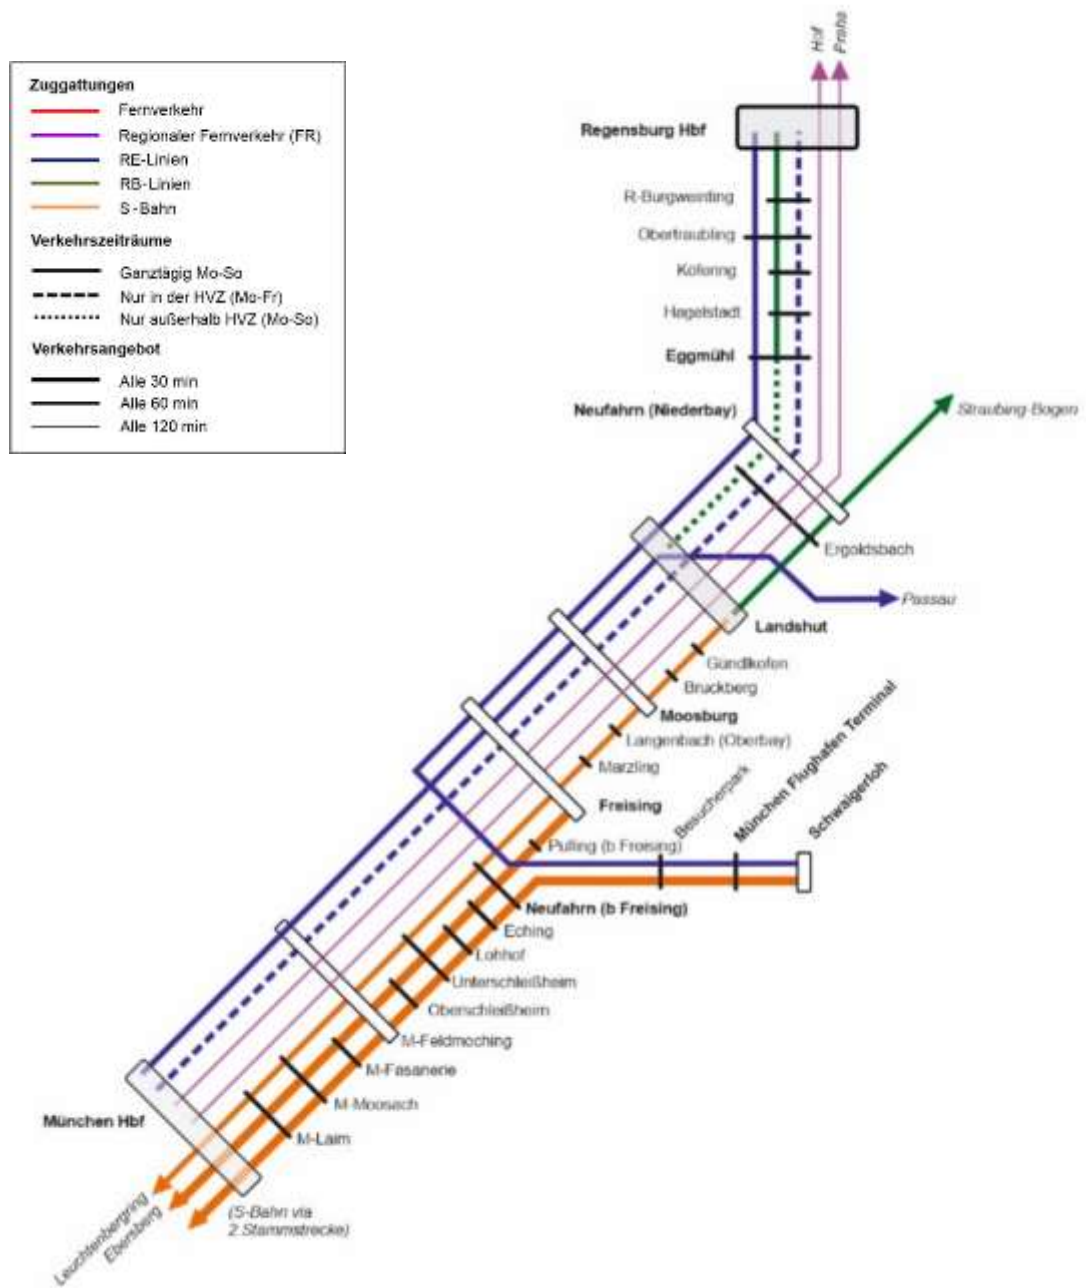 Zuggattungen
Fernverkehr
Regionaler Fernverkehr (FR)
RE-Linien
RB-Linien
S-Bahn
Verkehrszeiträume
Ganztägig Mo-So
Nur in der HVZ (Mo-Fr)
Nur außerhalb HVZ (Mo-So)
Verkehrsangebot
Alle 30 min
Alle 60 min
Alle 120 min
Hof
Praha
Regensburg Hbf
R-Burgweinting
Obertraubling
Köfering
Hagelstadt
Eggmühl
Neufahrn (Niederbay)
Straubing-Bogen
Ergoldsbach
Passau
Landshut
Gündlkofen
Bruckberg
Moosburg
Langenbach (Oberbay)
Marzling
Freising
Besucherpark
München Flughafen Terminal
Schwaigerloh
Pulling (b Freising)
Neufahrn (b Freising)
Eching
Lohhof
Unterschleißheim
Oberschleißheim
M-Feldmoching
M-Fasanerie
M-Moosach
München Hbf
M-Laim
(S-Bahn via
2.Stammstrecke)
Leuchtenbergring
Ebersberg